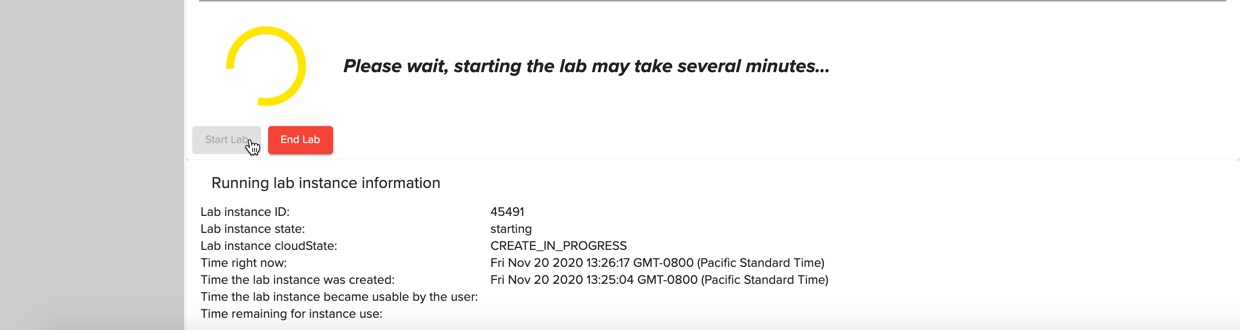 Please wait, starting the lab may take several minutes...
Start Lab End Lab
Running lab instance information
Lab instance ID: 45491
Lab instance state: starting
Lab instance cloudState: CREATE_IN_PROGRESS
Time right now: Fri Nov 20 2020 13:26:17 GMT-0800 (Pacific Standard Time)
Time the lab instance was created: Fri Nov 20 2020 13:25:04 GMT-0800 (Pacific Standard Time)
Time the lab instance became usable by the user:
Time remaining for instance use: